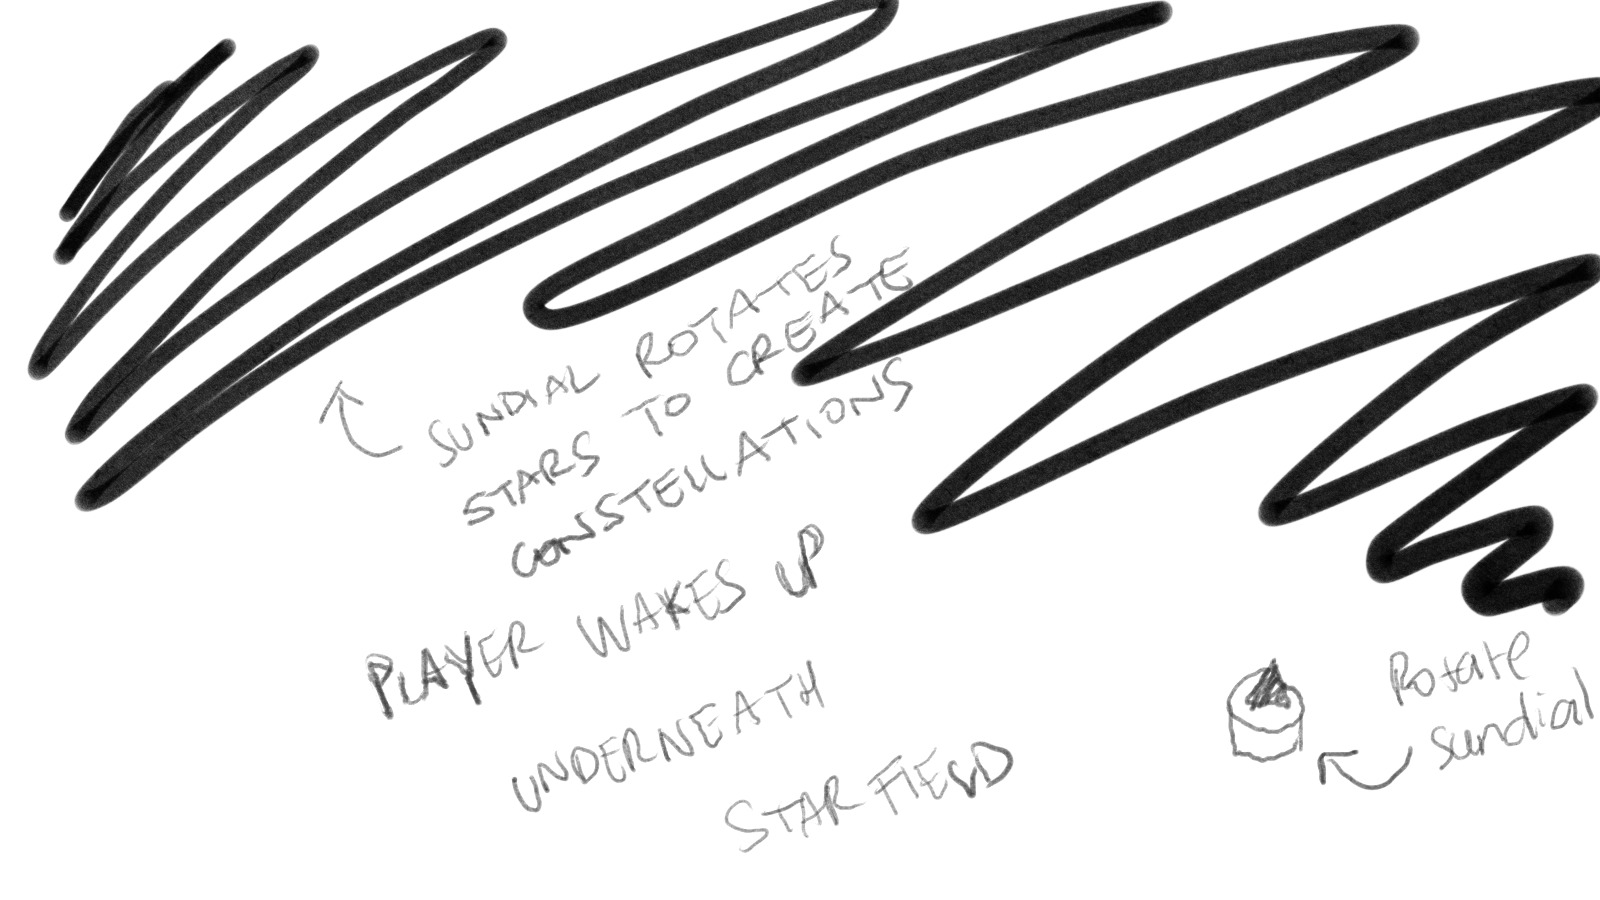 SUNDIAL ROTATES
STARS TO CREATE
CONSTELLATIONS
PLAYER WAKES UP
UNDERNEATH
STAR FIELD
Rotate
sundial